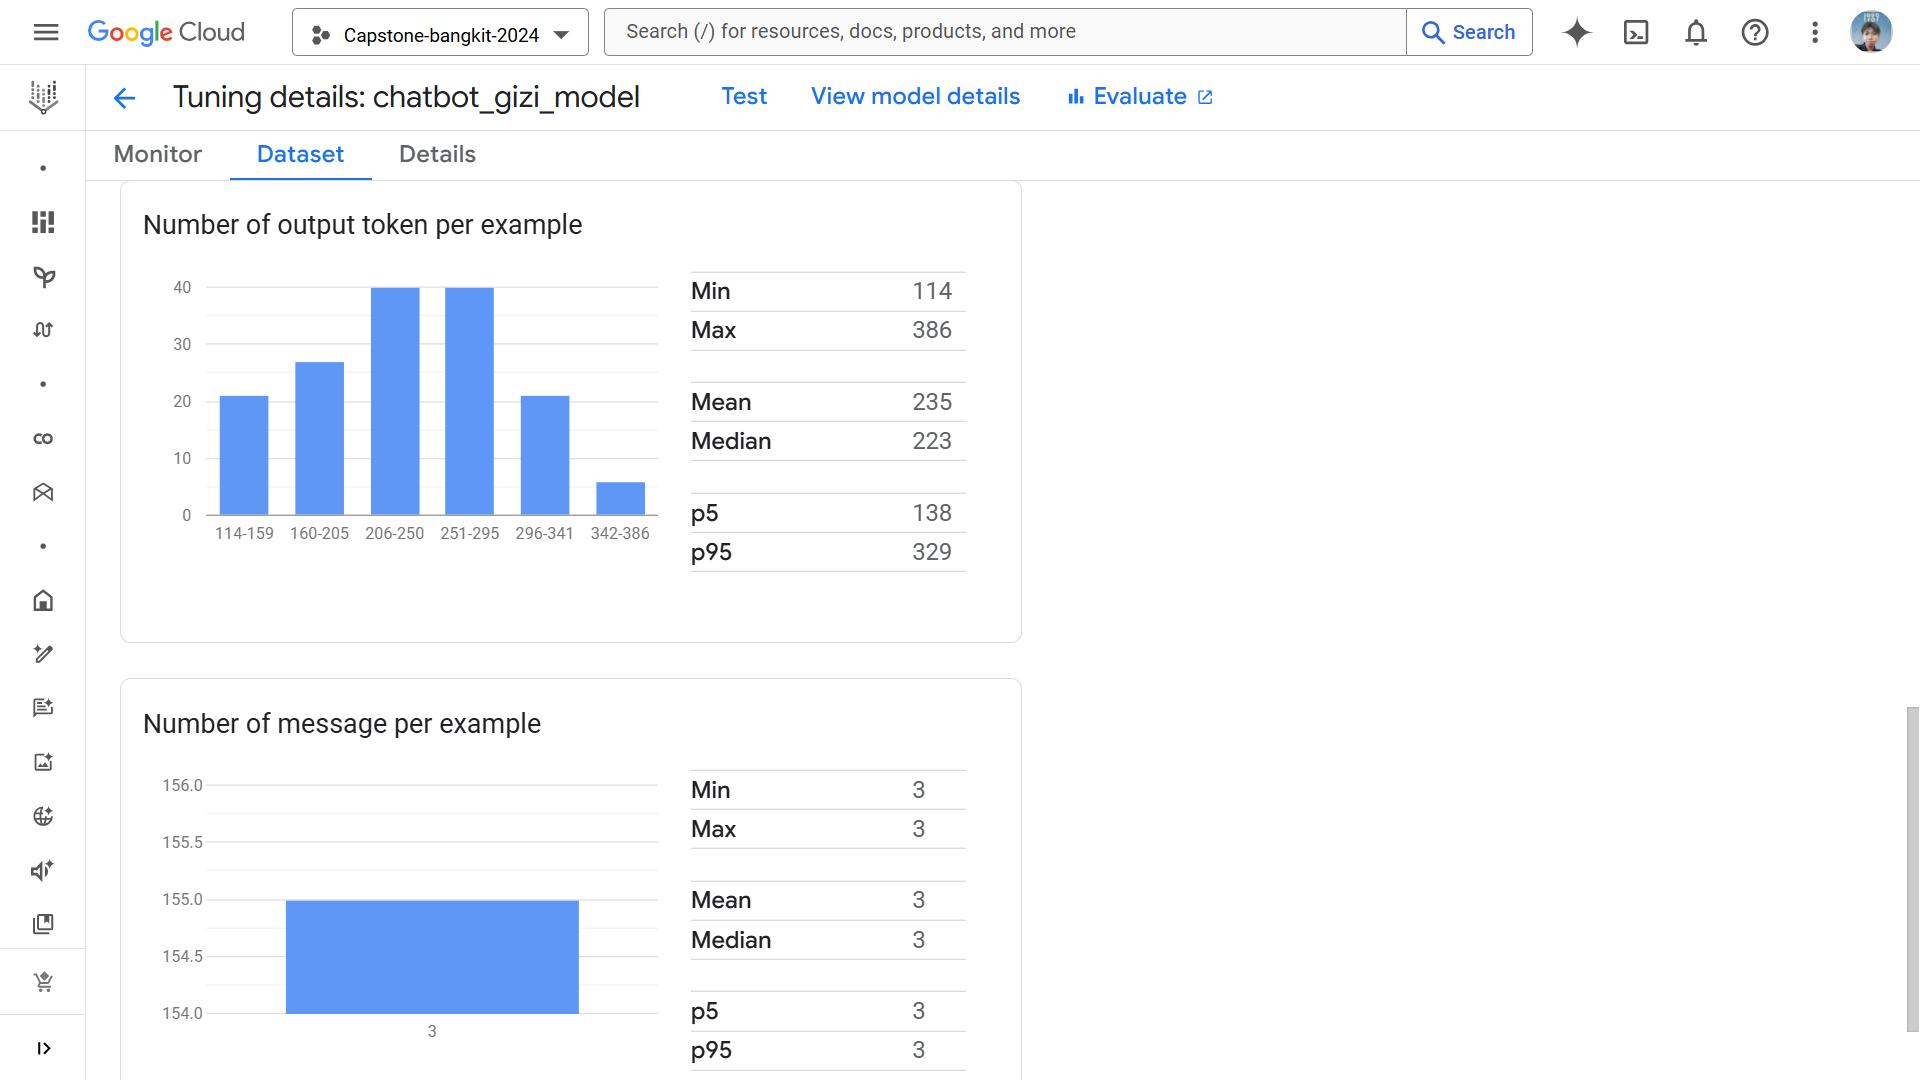 Google Cloud
Capstone-bangkit-2024
Search (/) for resources, docs, products, and more
Search
Tuning details: chatbot_gizi_model
Test
View model details
Evaluate
Monitor
Dataset
Details
Number of output token per example
40
30
20
10
0
114-159 160-205 206-250 251-295 296-341 342-386
Min 114
Max 386
Mean 235
Median 223
p5 138
p95 329
Number of message per example
156.0
155.5
155.0
154.5
154.0
3
Min 3
Max 3
Mean 3
Median 3
p5 3
p95 3